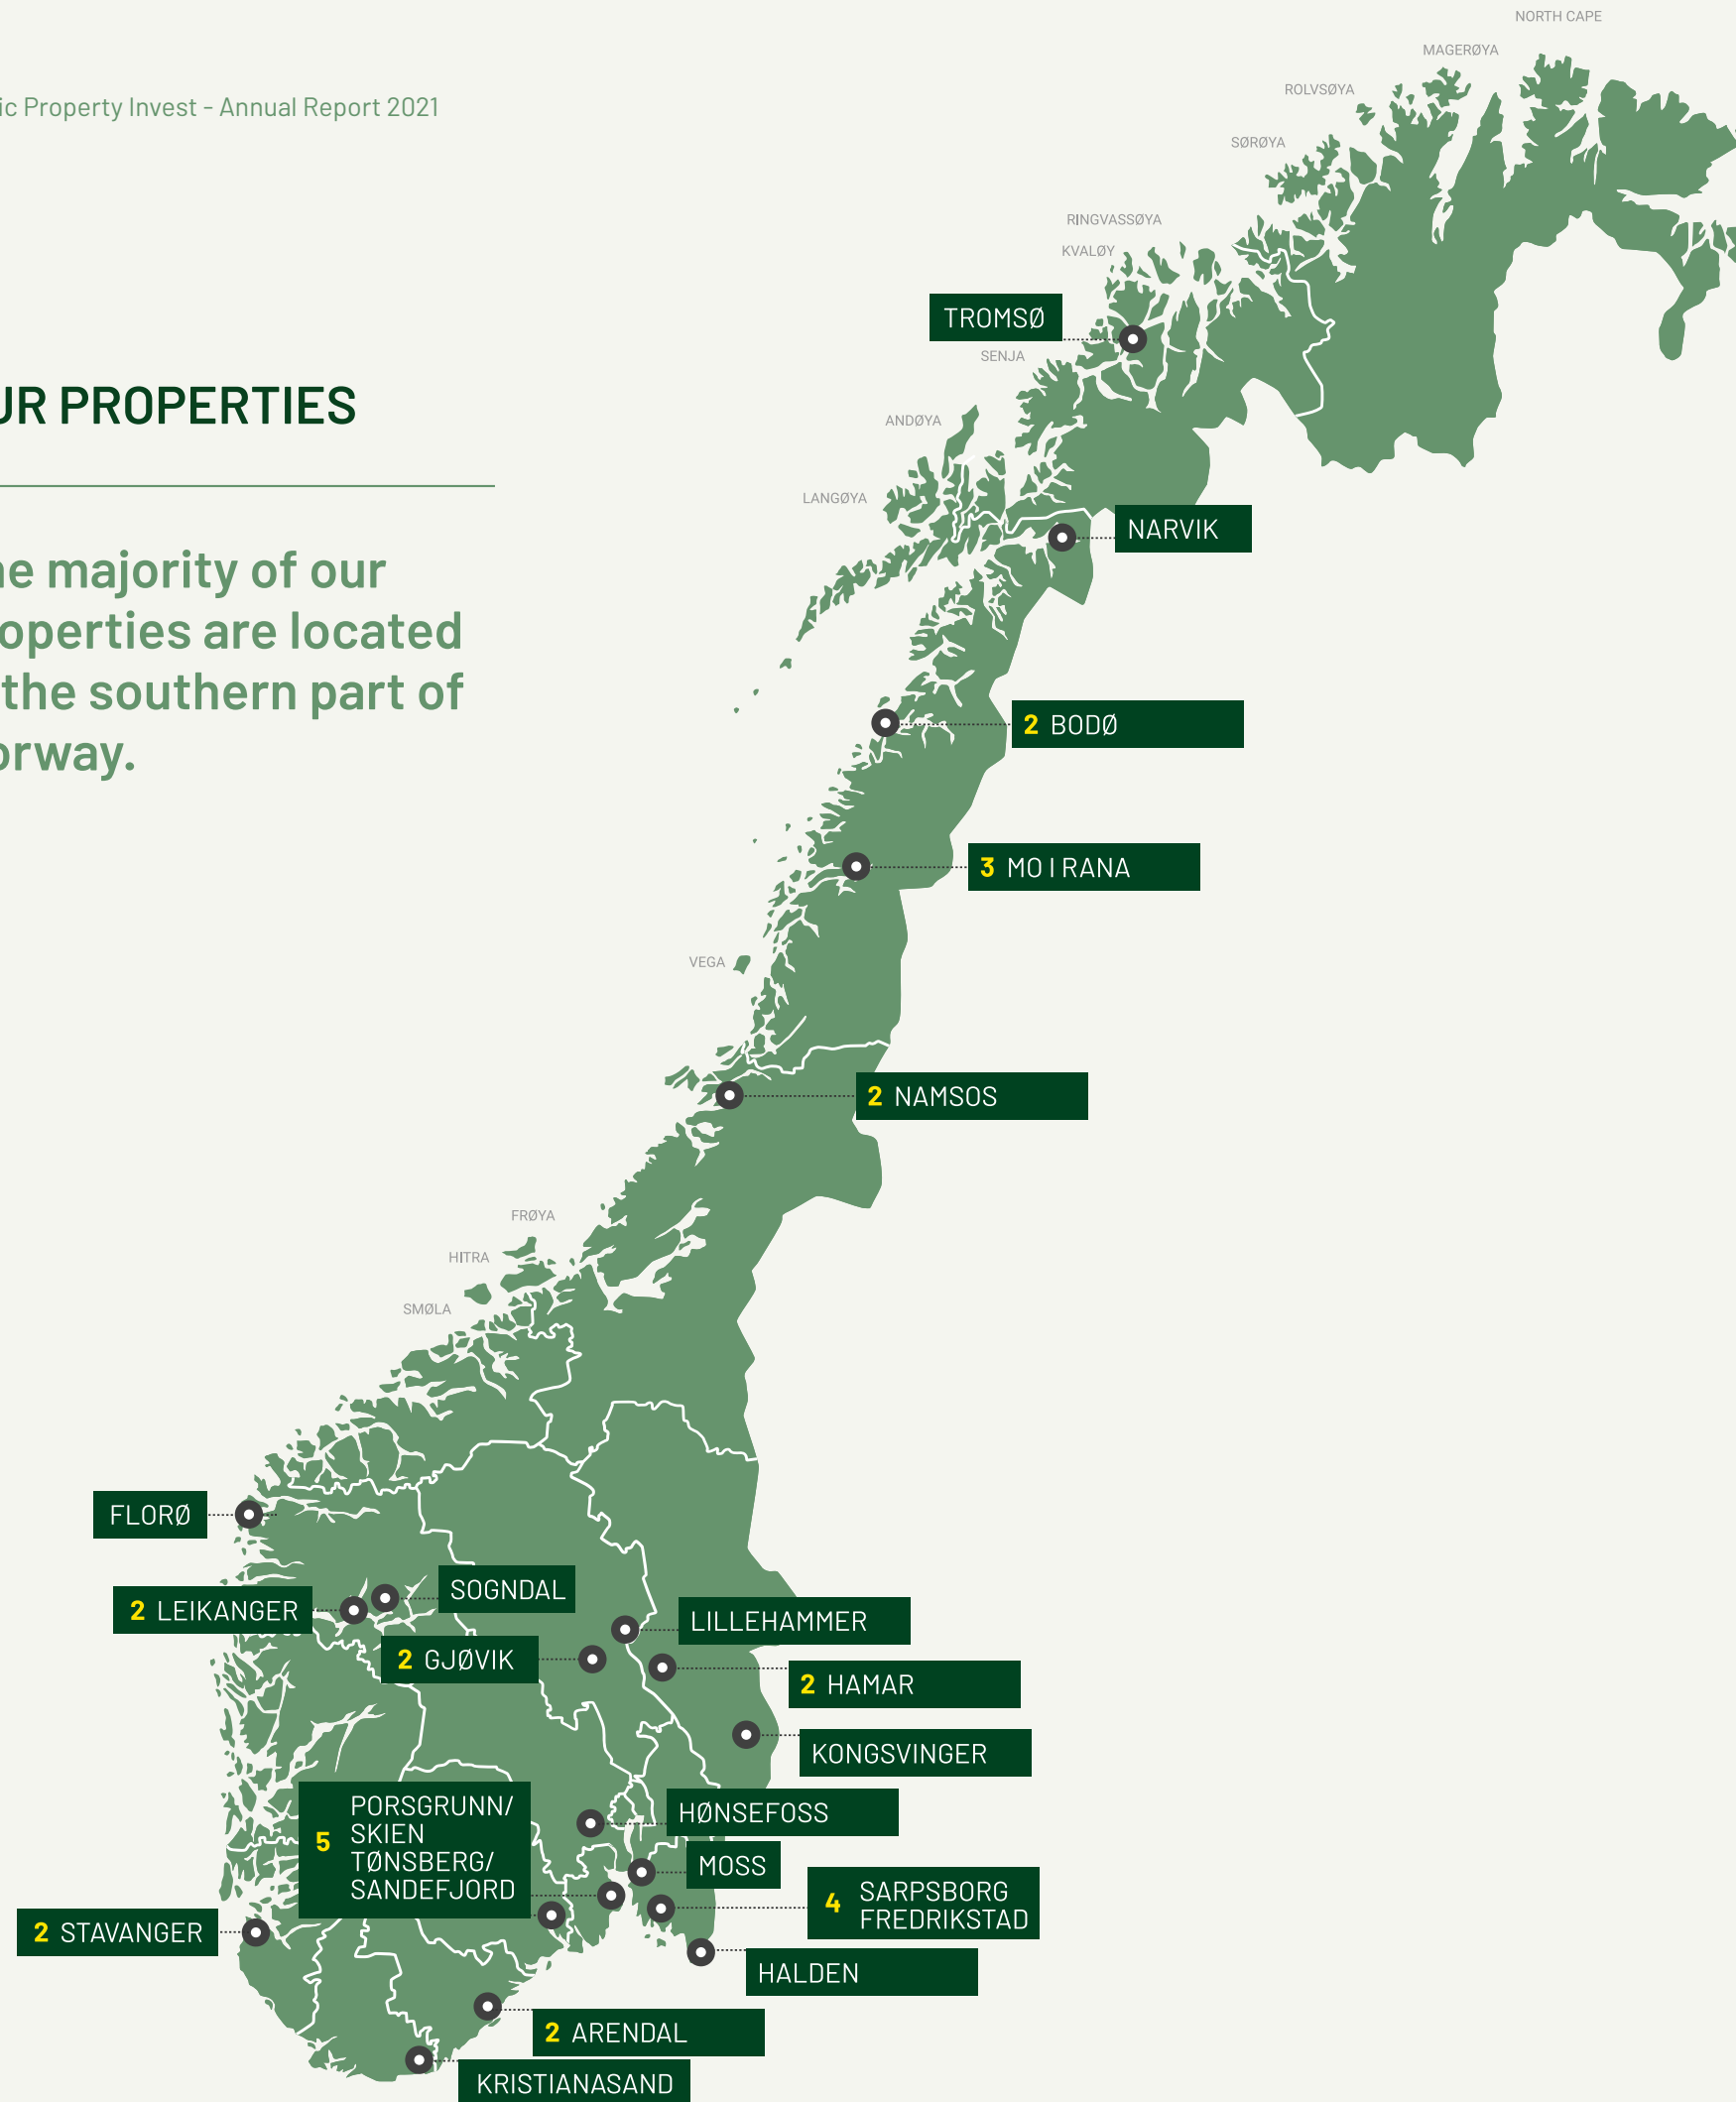 ic Property Invest - Annual Report 2021
UR PROPERTIES
e majority of our
operties are located
the southern part of
orway.
NORTH CAPE
MAGERØYA
ROLVSØYA
SØRØYA
RINGVASSØYA
KVALØY
TROMSØ
SENJA
ANDØYA
LANGØYA
NARVIK
2 BODØ
3 MO I RANA
VEGA
2 NAMSOS
FRØYA
HITRA
SMØLA
FLORØ
SOGNDAL
2 LEIKANGER
LILLEHAMMER
2 GJØVIK
2 HAMAR
KONGSVINGER
5 PORSGRUNN/
SKIEN
TØNSBERG/
SANDEFJORD
HØNSEFOSS
MOSS
4 SARPSBORG
FREDRIKSTAD
2 STAVANGER
HALDEN
2 ARENDAL
KRISTIANASAND